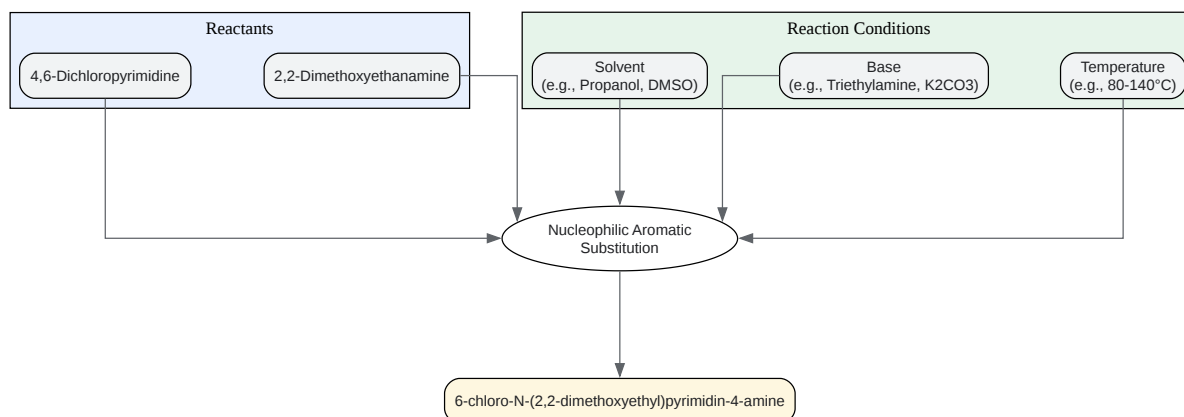 Reactants
4,6-Dichloropyrimidine
2,2-Dimethoxyethanamine
Reaction Conditions
Solvent
(e.g., Propanol, DMSO)
Base
(e.g., Triethylamine, K2CO3)
Temperature
(e.g., 80-140°C)
Nucleophilic Aromatic
Substitution
6-chloro-N-(2,2-dimethoxyethyl)pyrimidin-4-amine